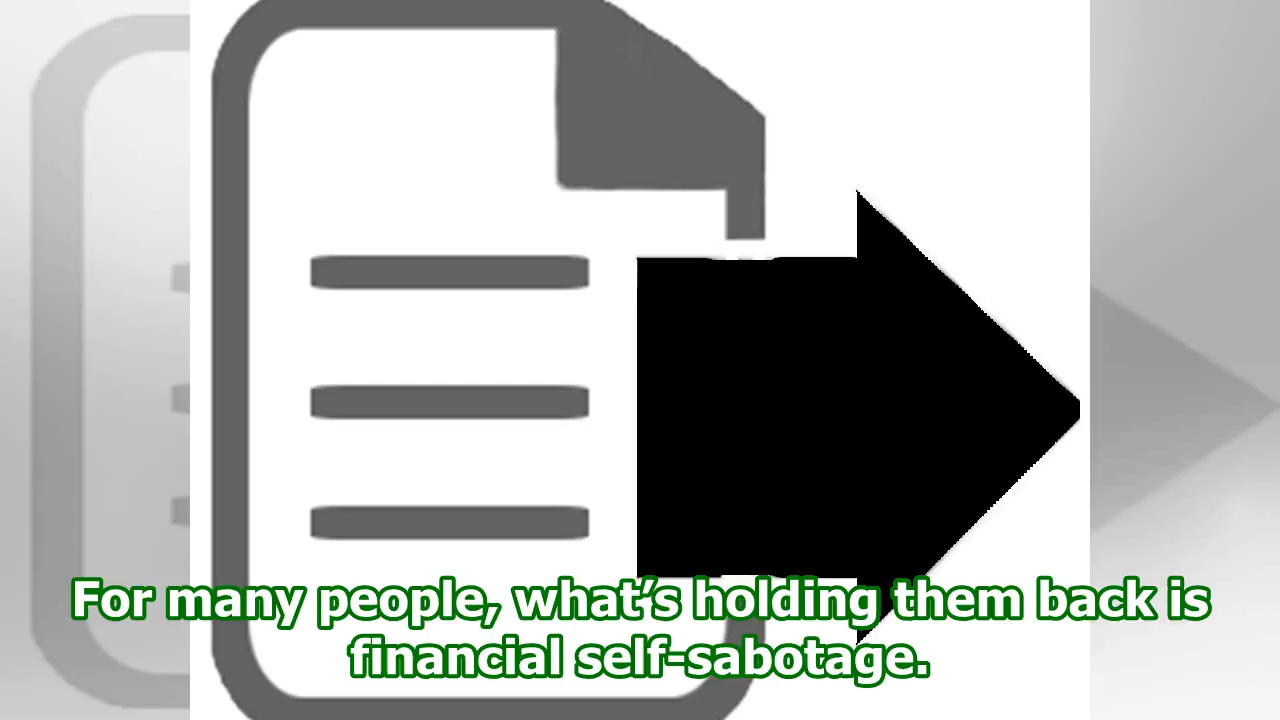 For many people, what’s holding them back is
financial self-sabotage.